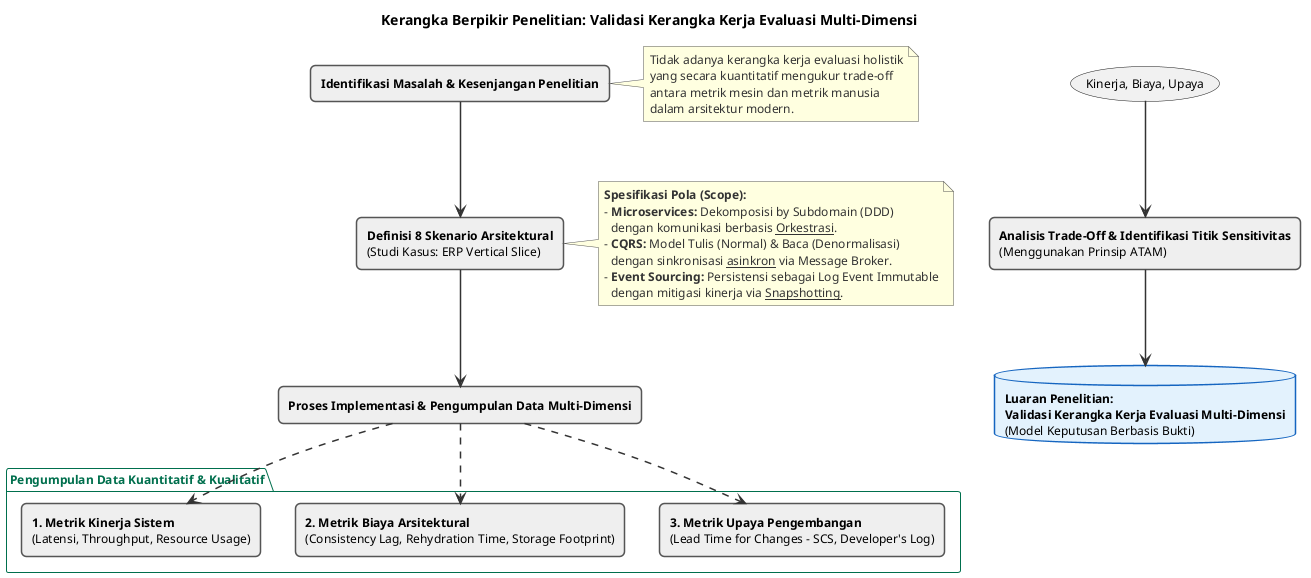 Kerangka Berpikir Penelitian: Validasi Kerangka Kerja Evaluasi Multi-Dimensi
Identifikasi Masalah & Kesenjangan Penelitian
Tidak adanya kerangka kerja evaluasi holistik
yang secara kuantitatif mengukur trade-off
antara metrik mesin dan metrik manusia
dalam arsitektur modern.
Kinerja, Biaya, Upaya
Definisi 8 Skenario Arsitektural
(Studi Kasus: ERP Vertical Slice)
Spesifikasi Pola (Scope):
- Microservices: Dekomposisi by Subdomain (DDD)
dengan komunikasi berbasis Orkestrasi.
- CQRS: Model Tulis (Normal) & Baca (Denormalisasi)
dengan sinkronisasi asinkron via Message Broker.
- Event Sourcing: Persistensi sebagai Log Event Immutable
dengan mitigasi kinerja via Snapshotting.
Analisis Trade-Off & Identifikasi Titik Sensitivitas
(Menggunakan Prinsip ATAM)
Proses Implementasi & Pengumpulan Data Multi-Dimensi
Luaran Penelitian:
Validasi Kerangka Kerja Evaluasi Multi-Dimensi
(Model Keputusan Berbasis Bukti)
Pengumpulan Data Kuantitatif & Kualitatif
1. Metrik Kinerja Sistem
(Latensi, Throughput, Resource Usage)
2. Metrik Biaya Arsitektural
(Consistency Lag, Rehydration Time, Storage Footprint)
3. Metrik Upaya Pengembangan
(Lead Time for Changes - SCS, Developer's Log)